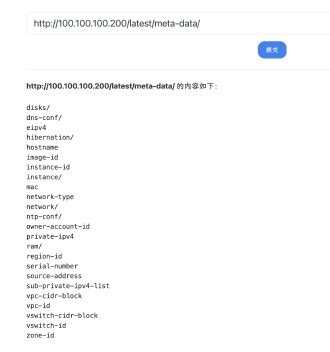 http://100.100.100.200/latest/meta-data/
提交
http://100.100.100.200/latest/meta-data/ 的内容如下：
disks/
dns-conf/
eipv4
hibernation/
hostname
image-id
instance-id
instance/
mac
network-type
network/
ntp-conf/
owner-account-id
private-ipv4
ram/
region-id
serial-number
source-address
sub-private-ipv4-list
vpc-cidr-block
vpc-id
vswitch-cidr-block
vswitch-id
zone-id